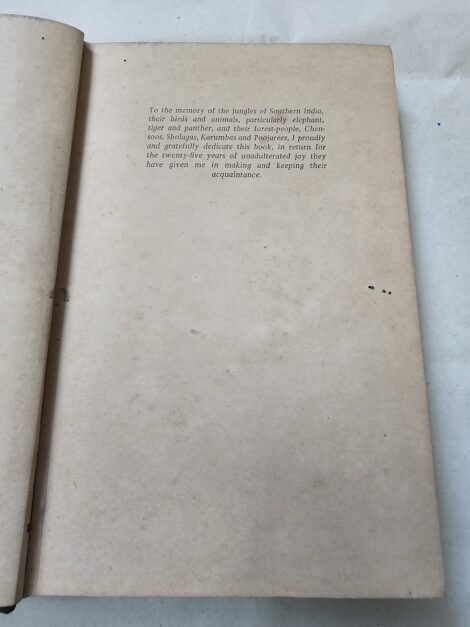 To the memory of the jungles of Southern India,
their birds and animals, particularly elephant,
tiger and panther, and their forest-people, Chen-
soos, Sholagas, Karumbas and Poojarees, I proudly
and gratefully dedicate this book, in return for
the twenty-five years of unadulterated joy they
have given me in making and keeping their
acquaintance.